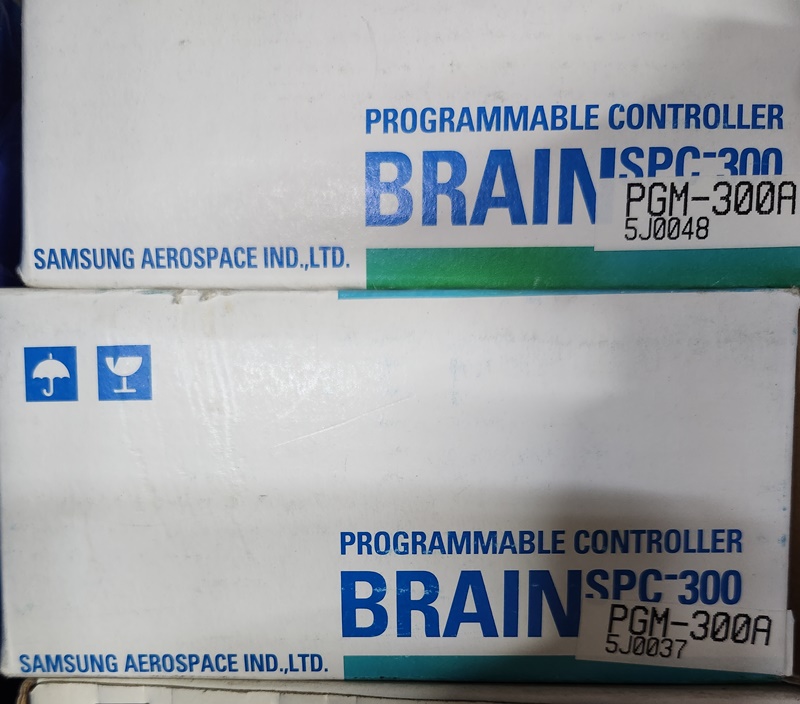 PROGRAMMABLE CONTROLLER
BRAIN SPC-300
PGM-300A
5J0048
SAMSUNG AEROSPACE IND.,LTD.
PROGRAMMABLE CONTROLLER
BRAIN SPC-300
PGM-300A
5J0037
SAMSUNG AEROSPACE IND.,LTD.